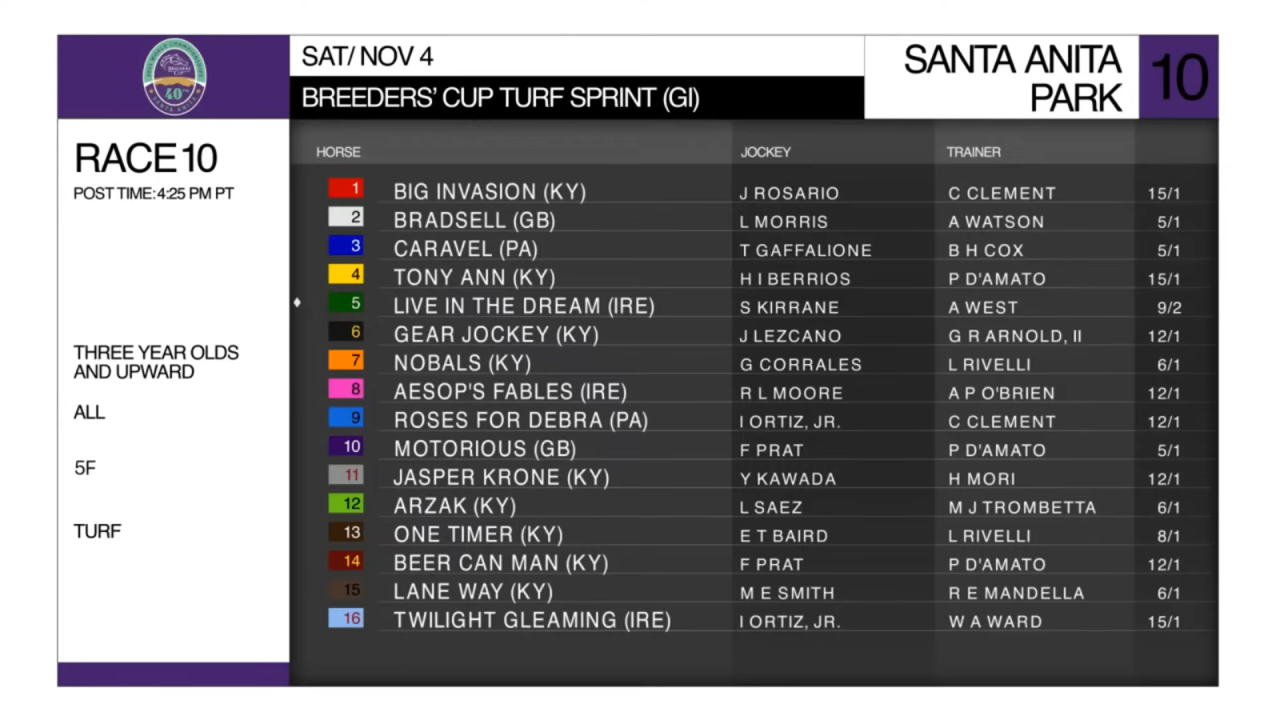 SAT/ NOV 4
BREEDERS' CUP TURF SPRINT (GI)
SANTA ANITA
PARK
10
BREEDERS' CUP
40TH
SANTA ANITA
RACE 10
POST TIME: 4:25 PM PT
THREE YEAR OLDS
AND UPWARD
ALL
5F
TURF
HORSE JOCKEY TRAINER
1 BIG INVASION (KY) J ROSARIO C CLEMENT 15/1
2 BRADSELL (GB) L MORRIS A WATSON 5/1
3 CARAVEL (PA) T GAFFALIONE B H COX 5/1
4 TONY ANN (KY) H I BERRIOS P D'AMATO 15/1
5 LIVE IN THE DREAM (IRE) S KIRRANE A WEST 9/2
6 GEAR JOCKEY (KY) J LEZCANO G R ARNOLD, II 12/1
7 NOBALS (KY) G CORRALES L RIVELLI 6/1
8 AESOP'S FABLES (IRE) R L MOORE A P O'BRIEN 12/1
9 ROSES FOR DEBRA (PA) I ORTIZ, JR. C CLEMENT 12/1
10 MOTORIOUS (GB) F PRAT P D'AMATO 5/1
11 JASPER KRONE (KY) Y KAWADA H MORI 12/1
12 ARZAK (KY) L SAEZ M J TROMBETTA 6/1
13 ONE TIMER (KY) E T BAIRD L RIVELLI 8/1
14 BEER CAN MAN (KY) F PRAT P D'AMATO 12/1
15 LANE WAY (KY) M E SMITH R E MANDELLA 6/1
16 TWILIGHT GLEAMING (IRE) I ORTIZ, JR. W A WARD 15/1